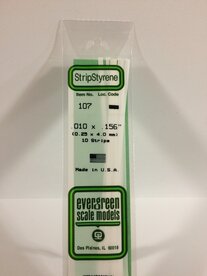 StripStyrene
Item No. Loc. Code
107
.010 x .156"
(0.25 x 4.0 mm)
10 Strips
Made in U.S.A.
evergreen
scale models
Des Plaines, IL 60018